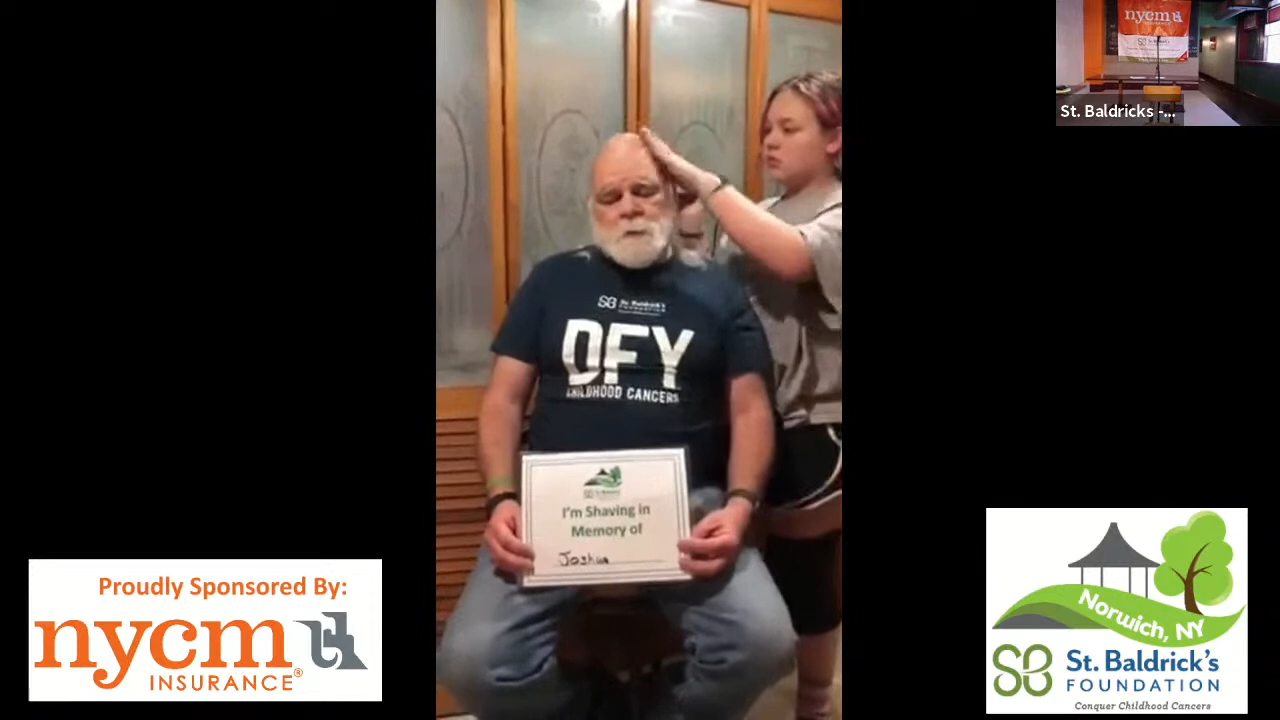 nycm
INSURANCE
St. Baldricks -...
SB St. Baldrick's
FOUNDATION
DFY
CHILDHOOD CANCERS
I'm Shaving in
Memory of
Joshua
Proudly Sponsored By:
nycm
INSURANCE®
Norwich, NY
SB St. Baldrick's
FOUNDATION
Conquer Childhood Cancers